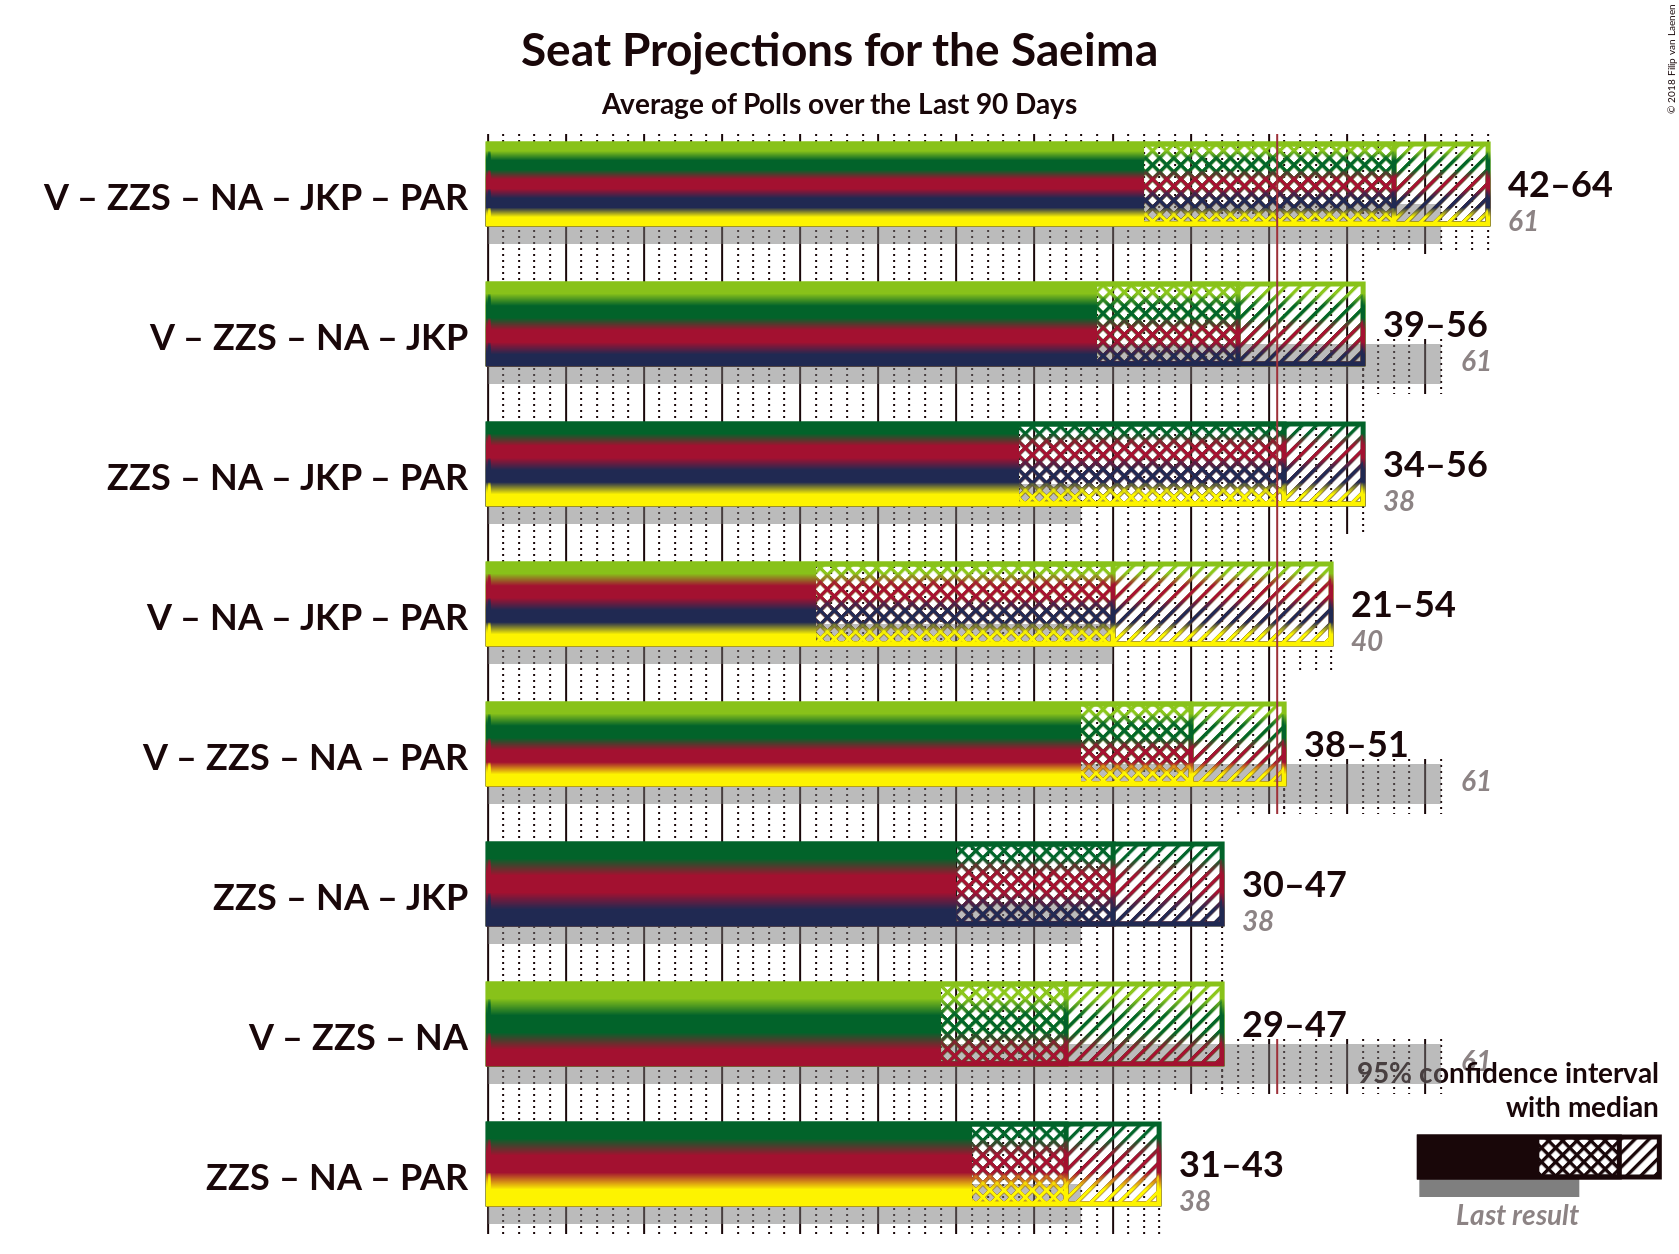 © 2018 Filip van Laenen
Seat Projections for the Saeima
Average of Polls over the Last 90 Days
V – ZZS – NA – JKP – PAR
42–64
61
V – ZZS – NA – JKP
39–56
61
ZZS – NA – JKP – PAR
34–56
38
V – NA – JKP – PAR
21–54
40
V – ZZS – NA – PAR
38–51
61
ZZS – NA – JKP
30–47
38
V – ZZS – NA
29–47
61
ZZS – NA – PAR
31–43
38
95% confidence interval
with median
Last result